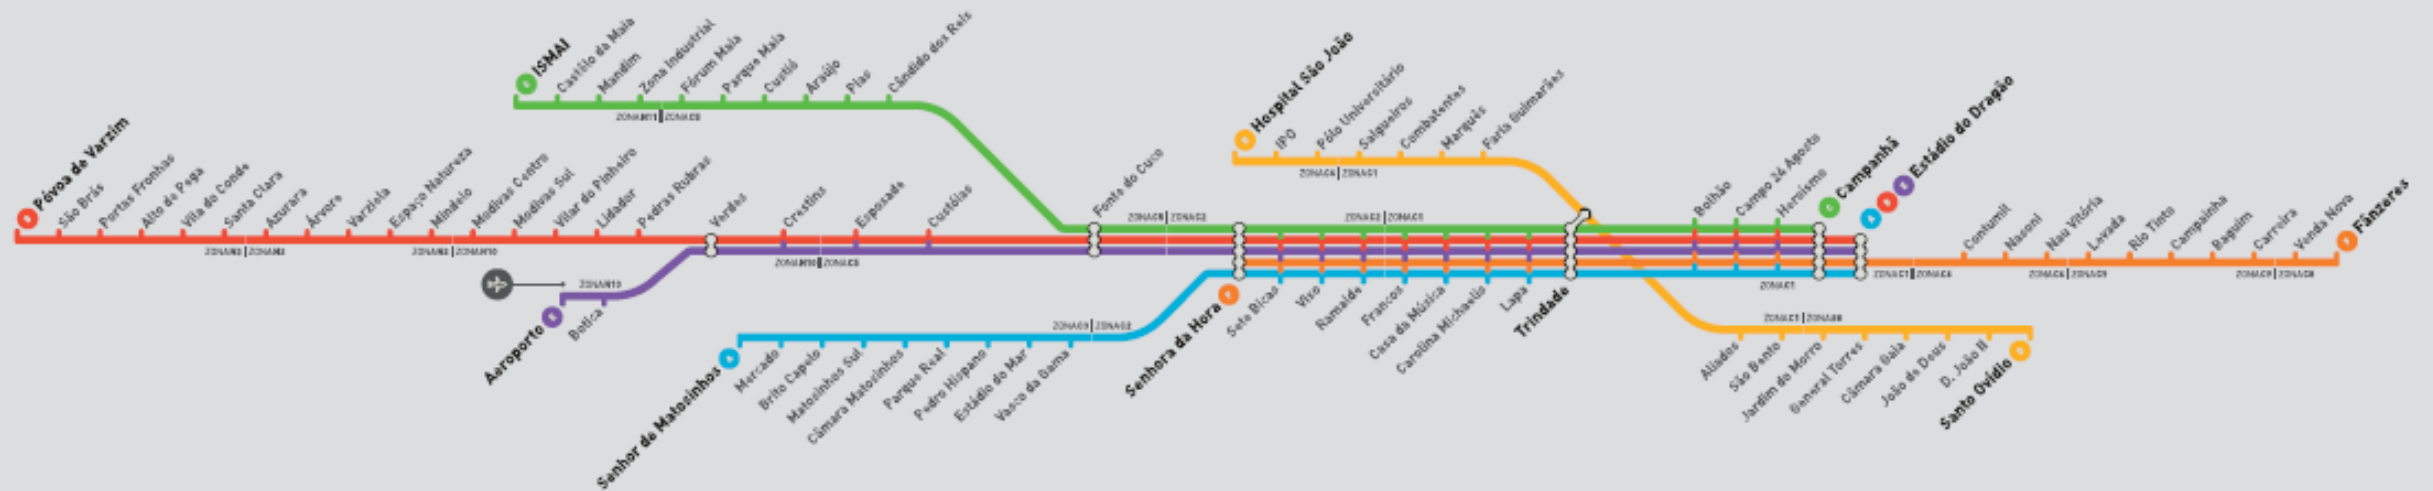 ISMAI
Castêlo da Maia
Mandim
Zona Industrial
Fórum Maia
Parque Maia
Custió
Araújo
Pias
Cândido dos Reis
Hospital São João
IPO
Pólo Universitário
Salgueiros
Combatentes
Marquês
Faria Guimarães
Póvoa de Varzim
São Brás
Portas Fronhas
Alto de Pega
Vila do Conde
Santa Clara
Azurara
Árvore
Varziela
Espaço Natureza
Mindelo
Modivas Centro
Modivas Sul
Vilar do Pinheiro
Lidador
Pedras Rubras
Verdes
Crestins
Esposade
Custóias
Fonte do Cuco
Bolhão
Campo 24 Agosto
Heroísmo
Campanhã
Estádio do Dragão
Contumil
Nasoni
Nau Vitória
Levada
Rio Tinto
Campainha
Baguim
Carreira
Venda Nova
Fânzeres
Aeroporto
Botica
Senhor de Matosinhos
Mercado
Brito Capelo
Matosinhos Sul
Câmara Matosinhos
Parque Real
Pedro Hispano
Estádio do Mar
Vasco da Gama
Senhora da Hora
Sete Bicas
Viso
Ramalde
Francos
Casa da Música
Carolina Michaelis
Lapa
Trindade
Aliados
São Bento
Jardim do Morro
General Torres
Câmara Gaia
João de Deus
D. João II
Santo Ovídio
ZONAN10